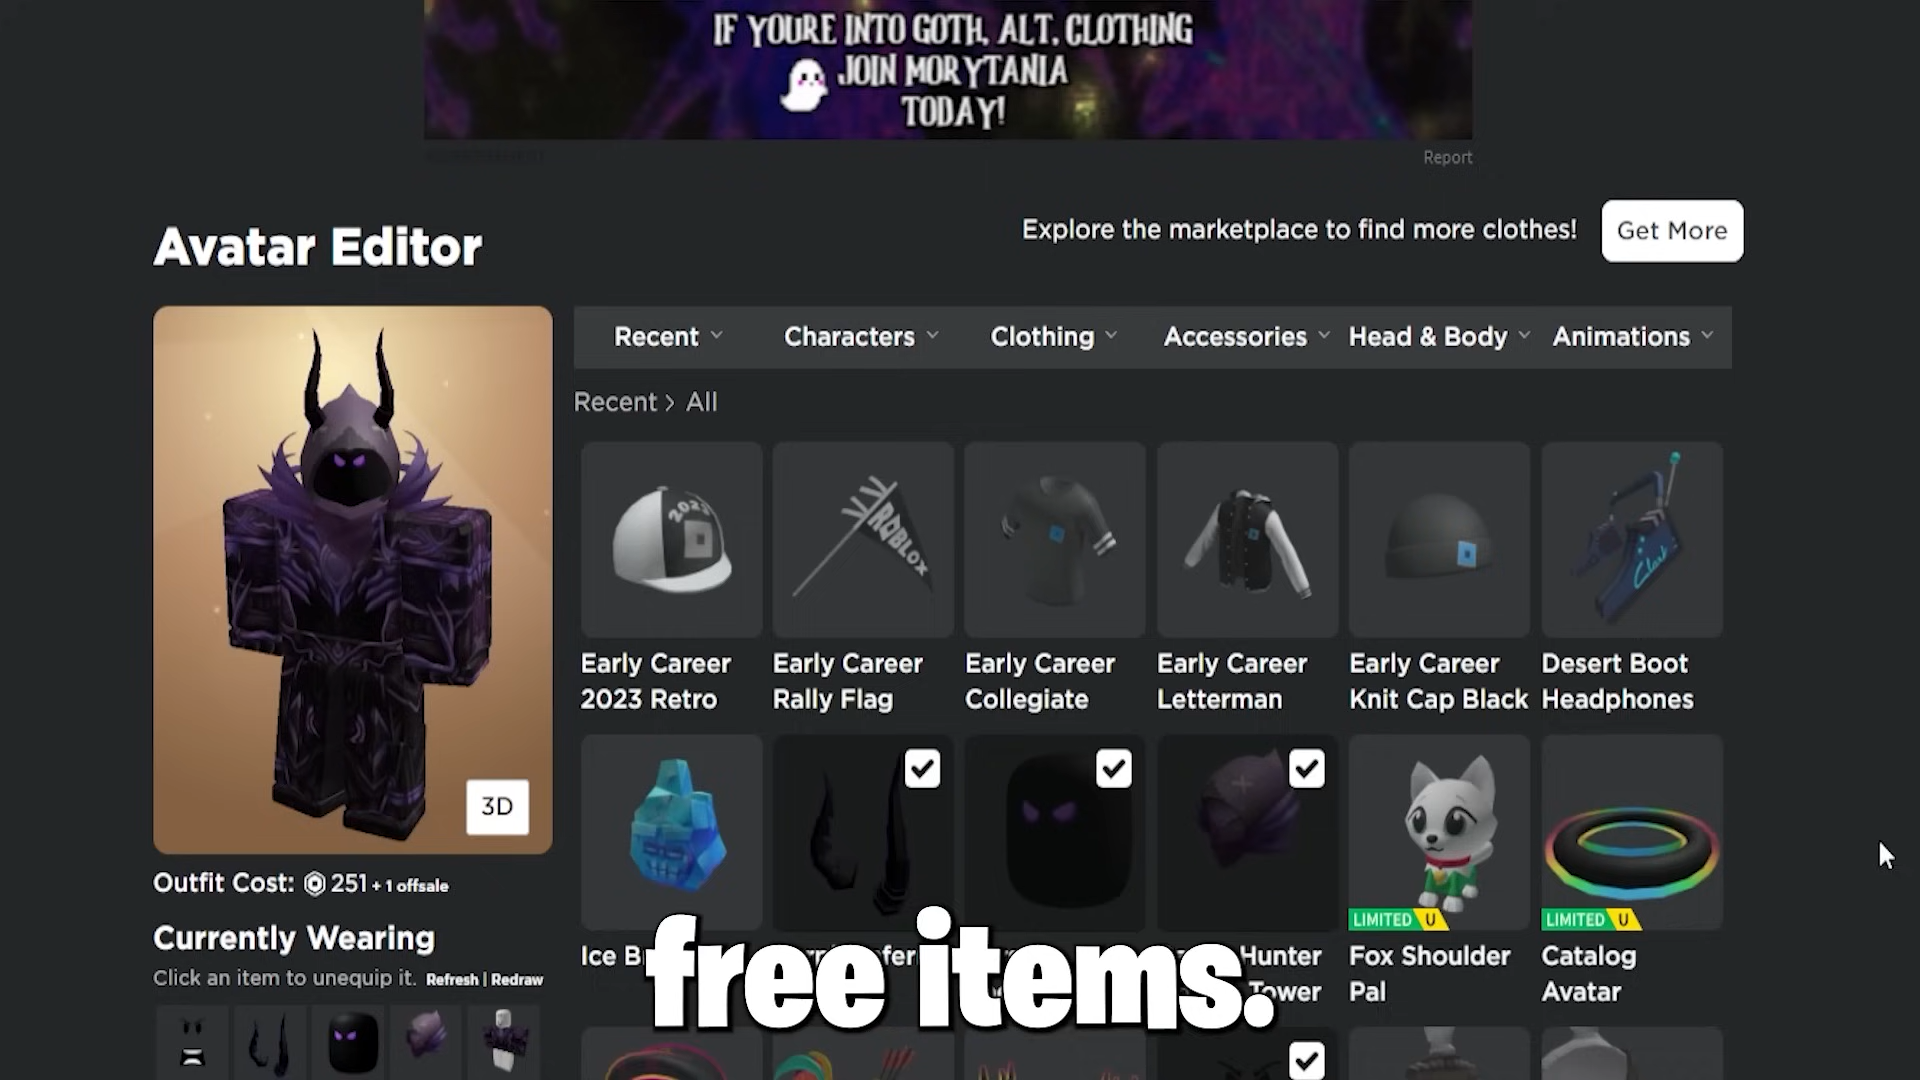 IF YOURE INTO GOTH, ALT, CLOTHING
JOIN MORYTANIA
TODAY!
Report
Avatar Editor
Explore the marketplace to find more clothes!
Get More
Recent
Characters
Clothing
Accessories
Head & Body
Animations
Recent > All
2023
ROBLOX
Clark
Early Career
2023 Retro
Early Career
Rally Flag
Early Career
Collegiate
Early Career
Letterman
Early Career
Knit Cap Black
Desert Boot
Headphones
3D
LIMITED U
LIMITED U
Outfit Cost: 251 + 1 offsale
Currently Wearing
Click an item to unequip it. Refresh | Redraw
Ice B
Hunter
Tower
Fox Shoulder
Pal
Catalog
Avatar
free items.